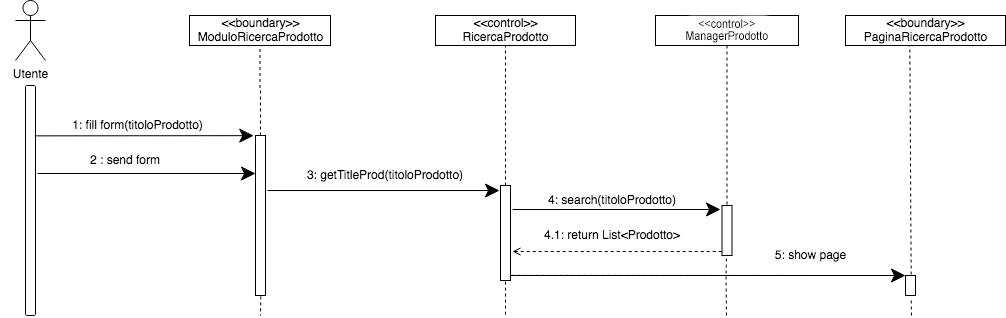 <<boundary>>
ModuloRicercaProdotto
<<control>>
RicercaProdotto
<<control>>
ManagerProdotto
<<boundary>>
PaginaRicercaProdotto
Utente
1: fill form(titoloProdotto)
2 : send form
3: getTitleProd(titoloProdotto)
4: search(titoloProdotto)
4.1: return List<Prodotto>
5: show page